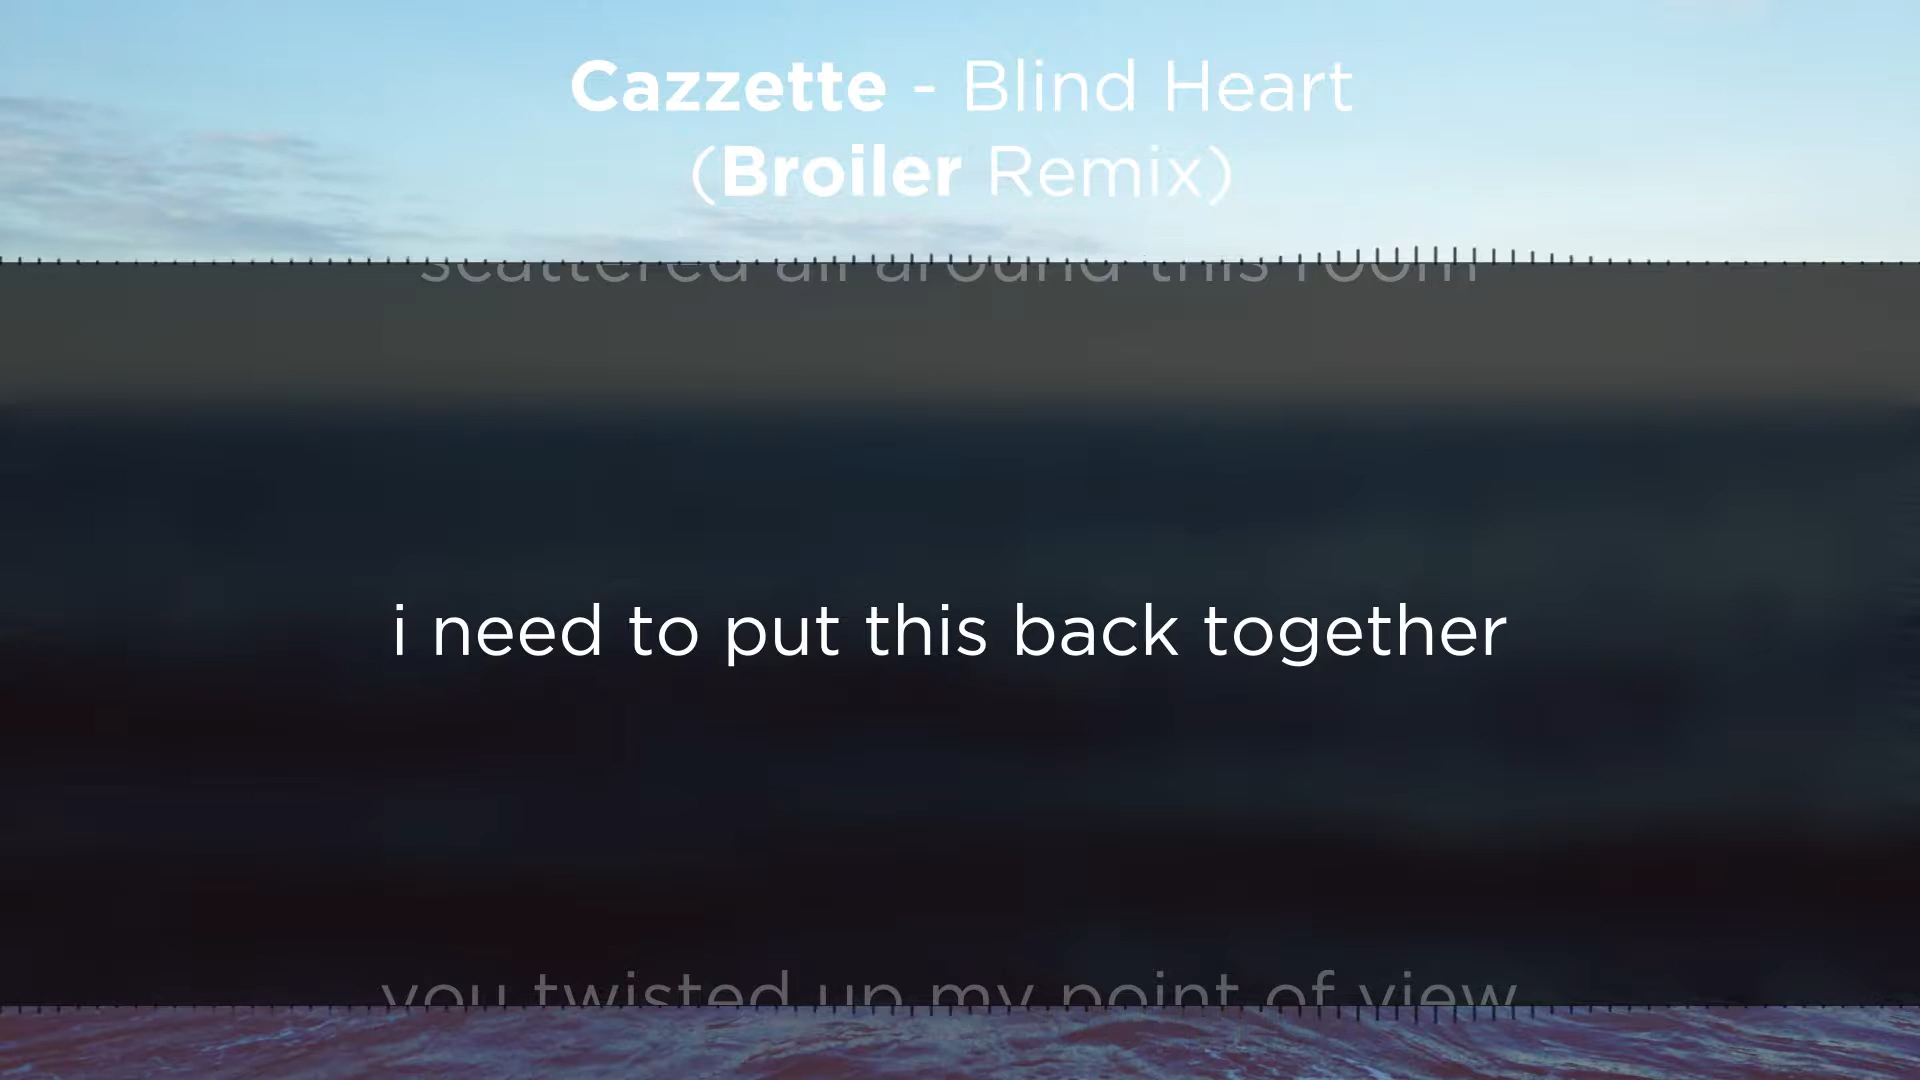 Cazzette - Blind Heart
(Broiler Remix)
scattered all around this room
i need to put this back together
you twisted up my point of view